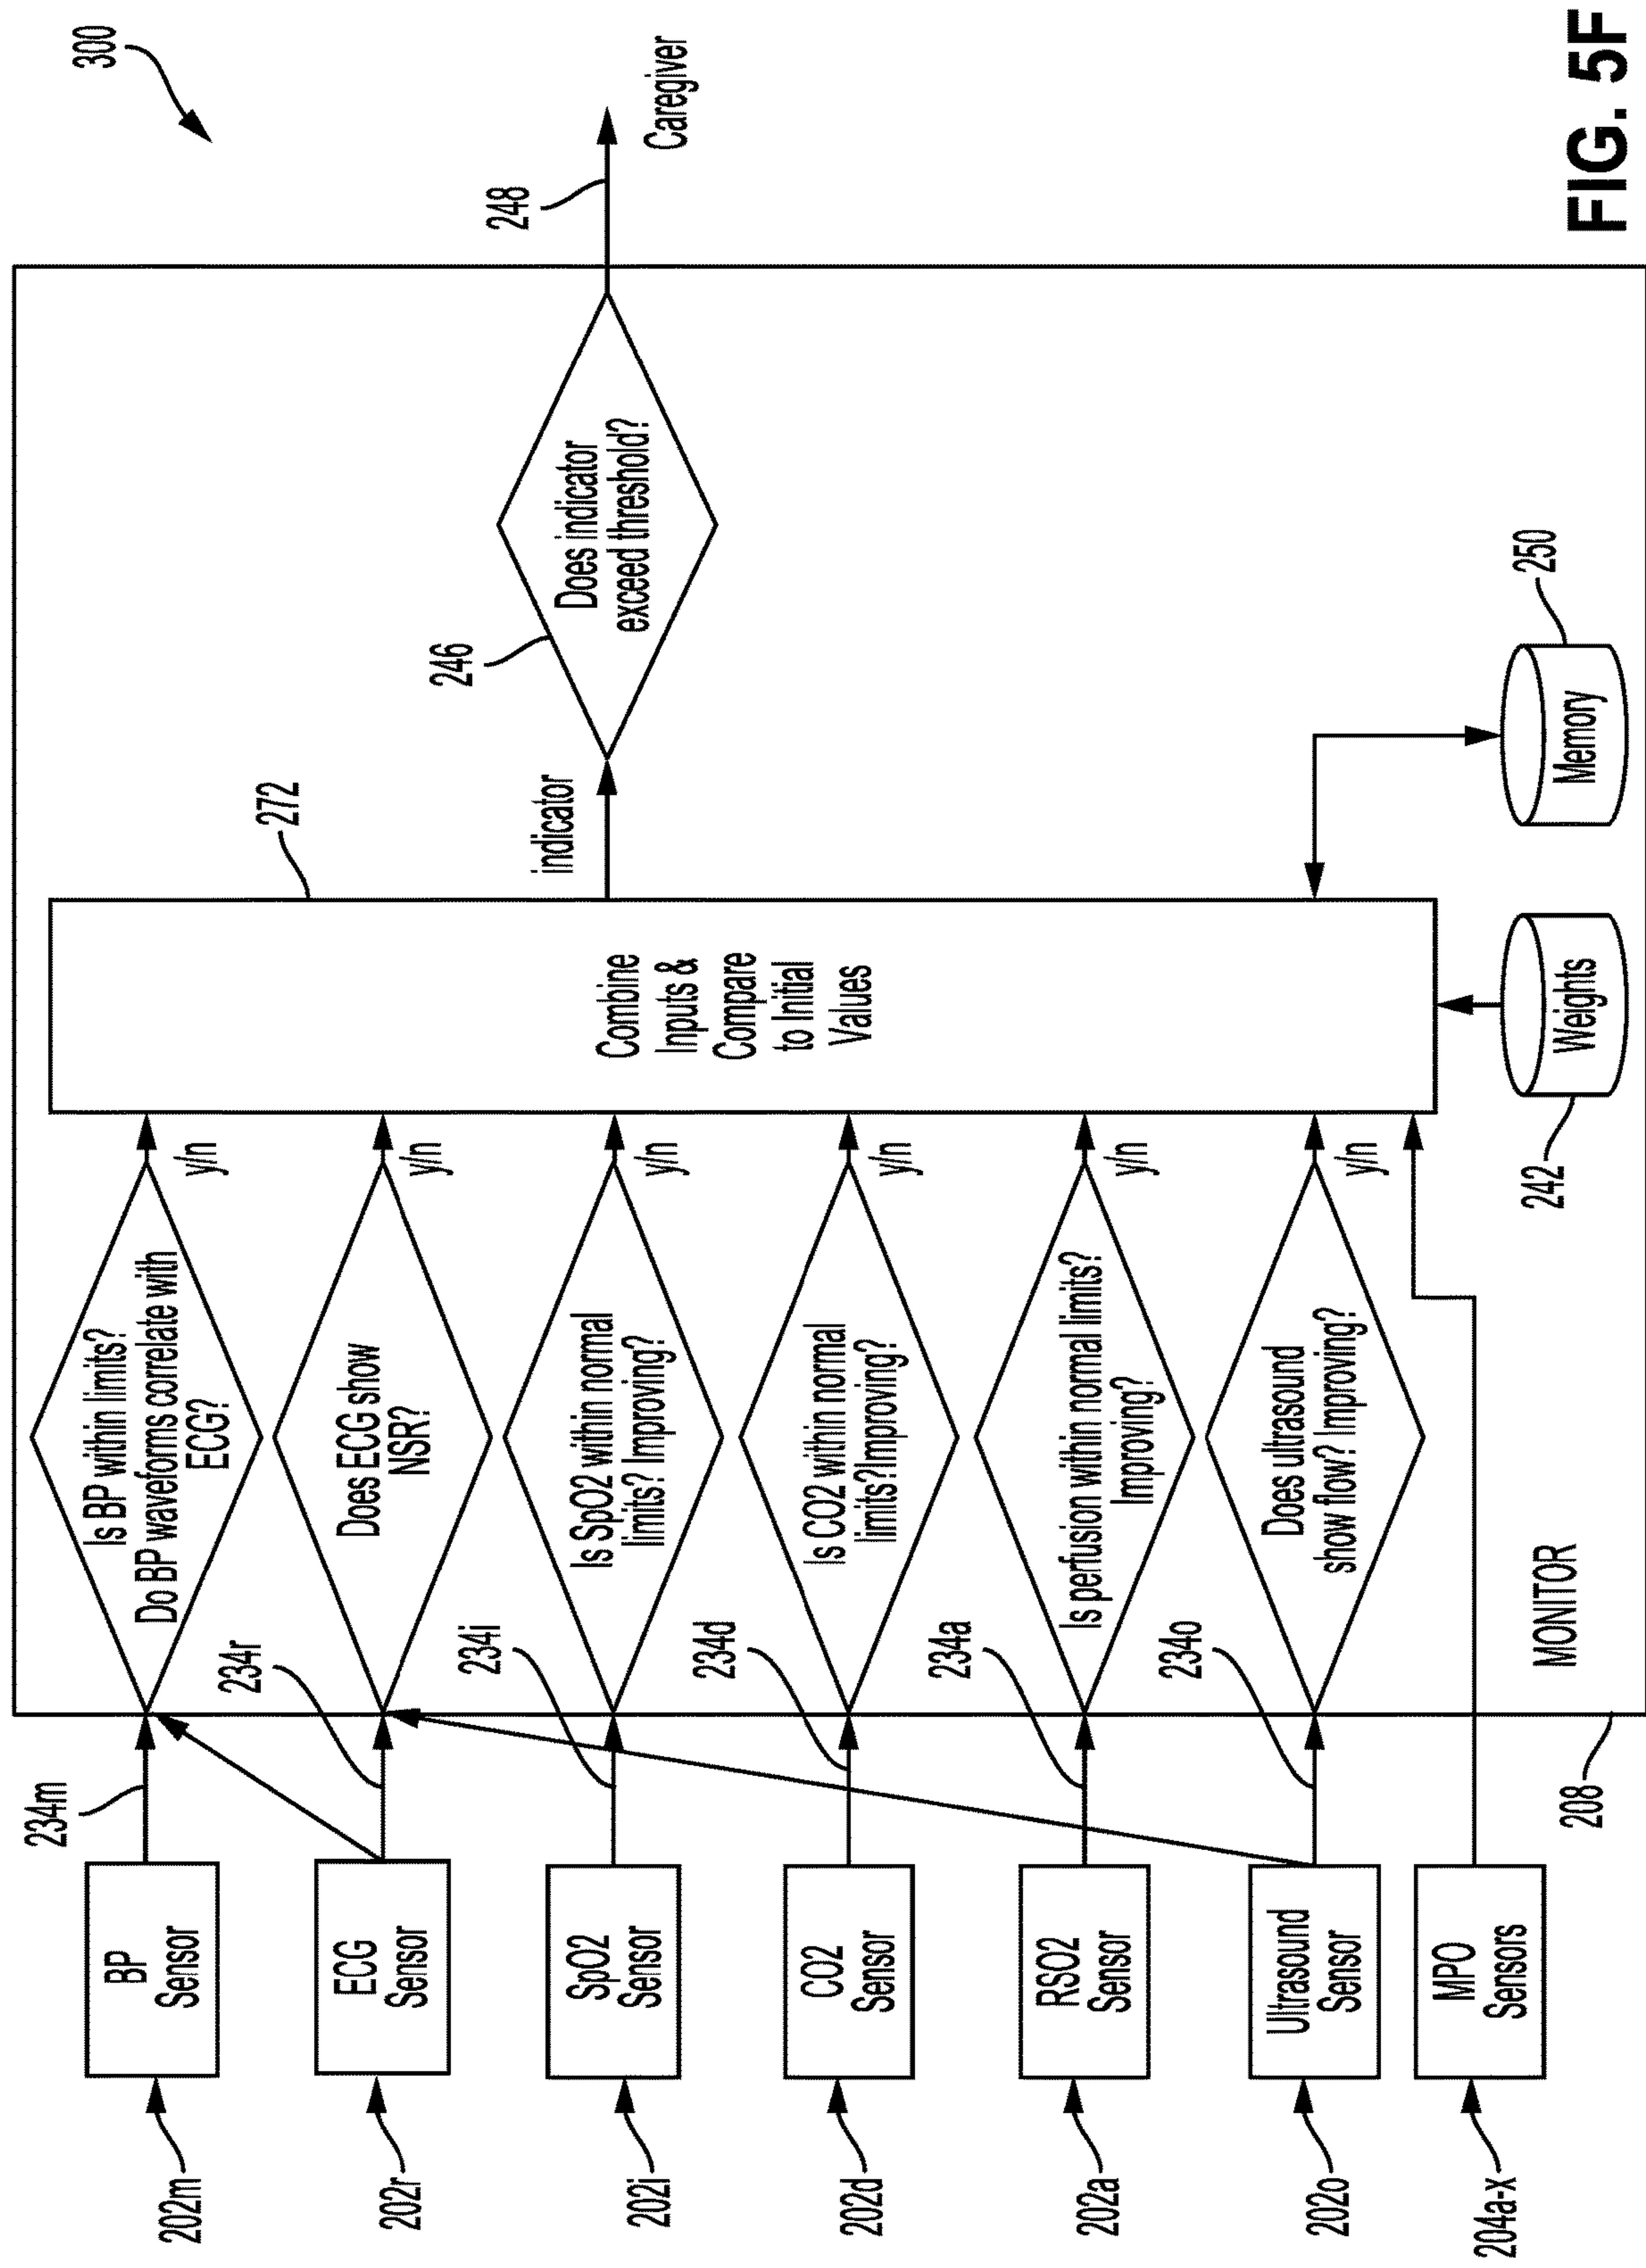 300
202m
BP
Sensor
234m
Is BP within limits?
Do BP waveforms correlate with
ECG?
y/n
202r
ECG
Sensor
234r
Does ECG show
NSR?
y/n
202i
SpO2
Sensor
234i
Is SpO2 within normal
limits? Improving?
y/n
202d
CO2
Sensor
234d
Is CO2 within normal
limits?Improving?
y/n
202a
RSO2
Sensor
234a
Is perfusion within normal limits?
Improving?
y/n
202o
Ultrasound
Sensor
234o
Does ultrasound
show flow? Improving?
y/n
204a-x
MPO
Sensors
208
MONITOR
272
Combine
Inputs &
Compare
to Initial
Values
indicator
246
Does indicator
exceed threshold?
248
Caregiver
242
Weights
Memory
250
FIG. 5F